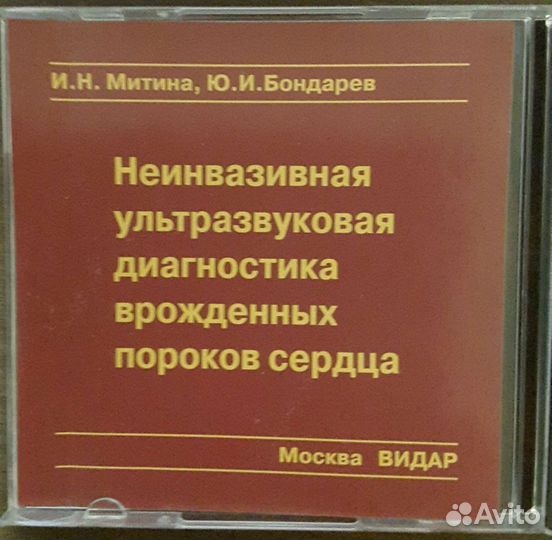 И.Н. Митина, Ю.И.Бондарев
Неинвазивная
ультразвуковая
диагностика
врожденных
пороков сердца
Москва ВИДАР
Avito